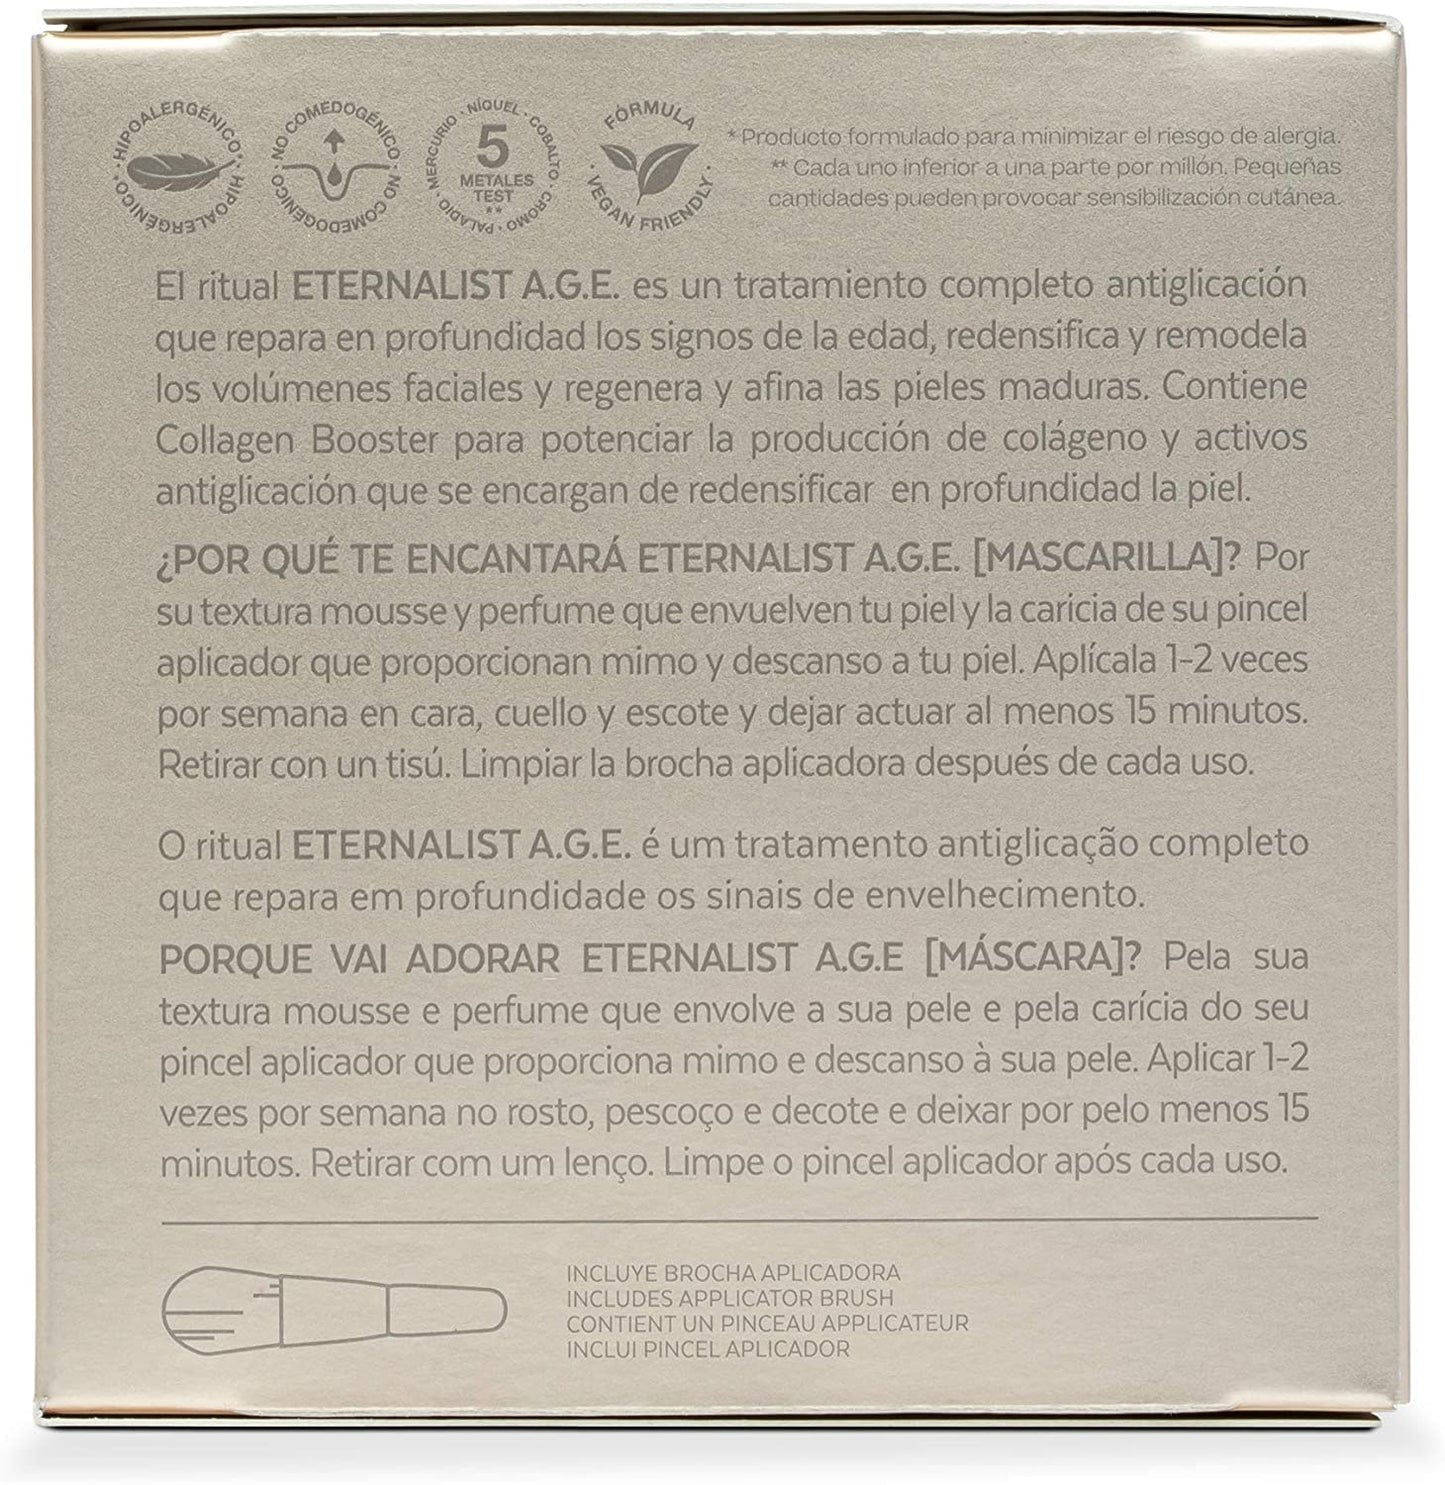 HIPOALERGÉNICO · HIPOALERGÉNICO ·
NO COMEDOGÉNICO · NO COMEDOGÉNICO ·
MERCURIO · NÍQUEL · COBALTO · CROMO · PALADIO ·
5
METALES
TEST
**
FÓRMULA
· VEGAN FRIENDLY ·
* Producto formulado para minimizar el riesgo de alergia.
** Cada uno inferior a una parte por millón. Pequeñas
cantidades pueden provocar sensibilización cutánea.
El ritual ETERNALIST A.G.E. es un tratamiento completo antiglicación
que repara en profundidad los signos de la edad, redensifica y remodela
los volúmenes faciales y regenera y afina las pieles maduras. Contiene
Collagen Booster para potenciar la producción de colágeno y activos
antiglicación que se encargan de redensificar en profundidad la piel.
¿POR QUÉ TE ENCANTARÁ ETERNALIST A.G.E. [MASCARILLA]? Por
su textura mousse y perfume que envuelven tu piel y la caricia de su pincel
aplicador que proporcionan mimo y descanso a tu piel. Aplícala 1-2 veces
por semana en cara, cuello y escote y dejar actuar al menos 15 minutos.
Retirar con un tisú. Limpiar la brocha aplicadora después de cada uso.
O ritual ETERNALIST A.G.E. é um tratamento antiglicação completo
que repara em profundidade os sinais de envelhecimento.
PORQUE VAI ADORAR ETERNALIST A.G.E [MÁSCARA]? Pela sua
textura mousse e perfume que envolve a sua pele e pela carícia do seu
pincel aplicador que proporciona mimo e descanso à sua pele. Aplicar 1-2
vezes por semana no rosto, pescoço e decote e deixar por pelo menos 15
minutos. Retirar com um lenço. Limpe o pincel aplicador após cada uso.
INCLUYE BROCHA APLICADORA
INCLUDES APPLICATOR BRUSH
CONTIENT UN PINCEAU APPLICATEUR
INCLUI PINCEL APLICADOR